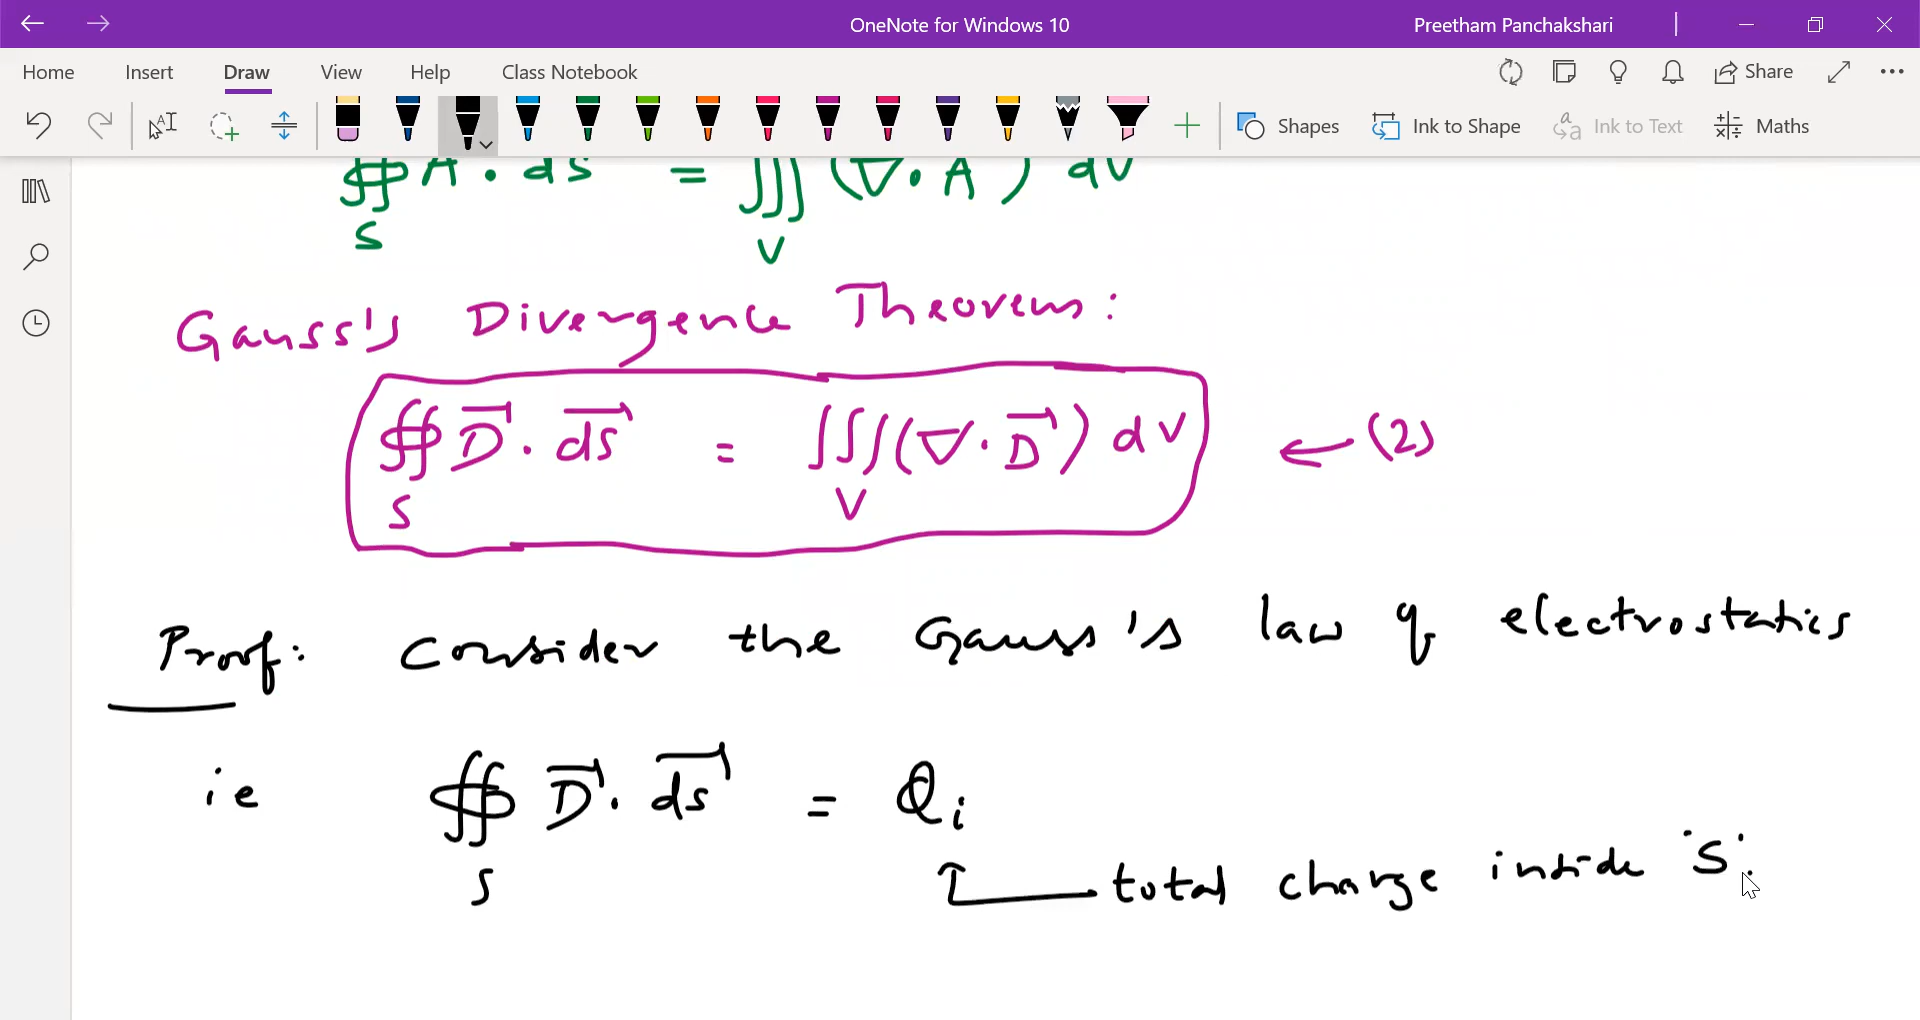 OneNote for Windows 10 Preetham Panchakshari
Home Insert Draw View Help Class Notebook Share
Shapes Ink to Shape Ink to Text Maths
∯ A . ds = ∭ (∇ . A) dv
S V
Gauss's Divergence Theorem:
∯ D⃗ . ds⃗ = ∭ (∇ . D⃗) dv ← (2)
S V
Proof: Consider the Gauss's law of electrostatics
ie ∯ D⃗ . ds⃗ = Qi
S total charge inside 'S'.